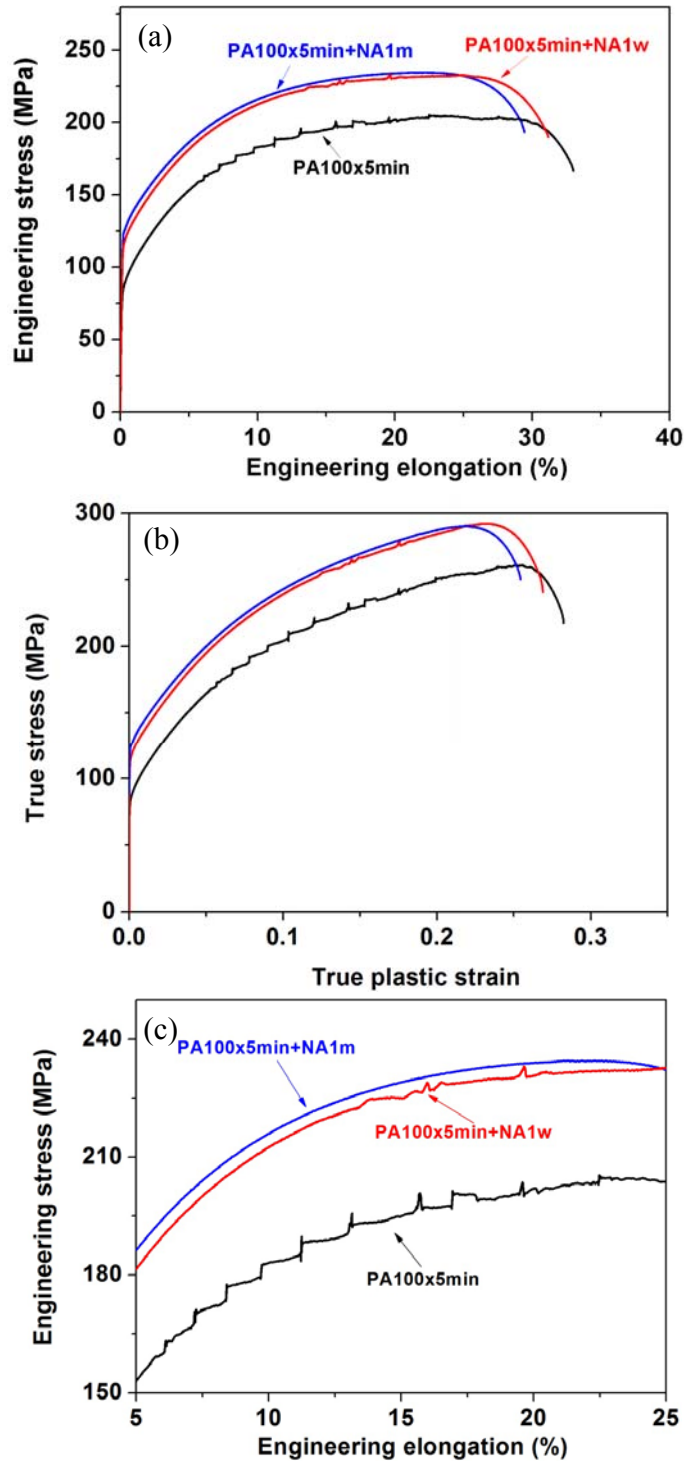 (a)
PA100x5min+NA1m
PA100x5min+NA1w
PA100x5min
Engineering stress (MPa)
250
200
150
100
50
0
0 10 20 30 40
Engineering elongation (%)
(b)
True stress (MPa)
300
200
100
0
0.0 0.1 0.2 0.3
True plastic strain
(c)
PA100x5min+NA1m
PA100x5min+NA1w
PA100x5min
Engineering stress (MPa)
240
210
180
150
5 10 15 20 25
Engineering elongation (%)